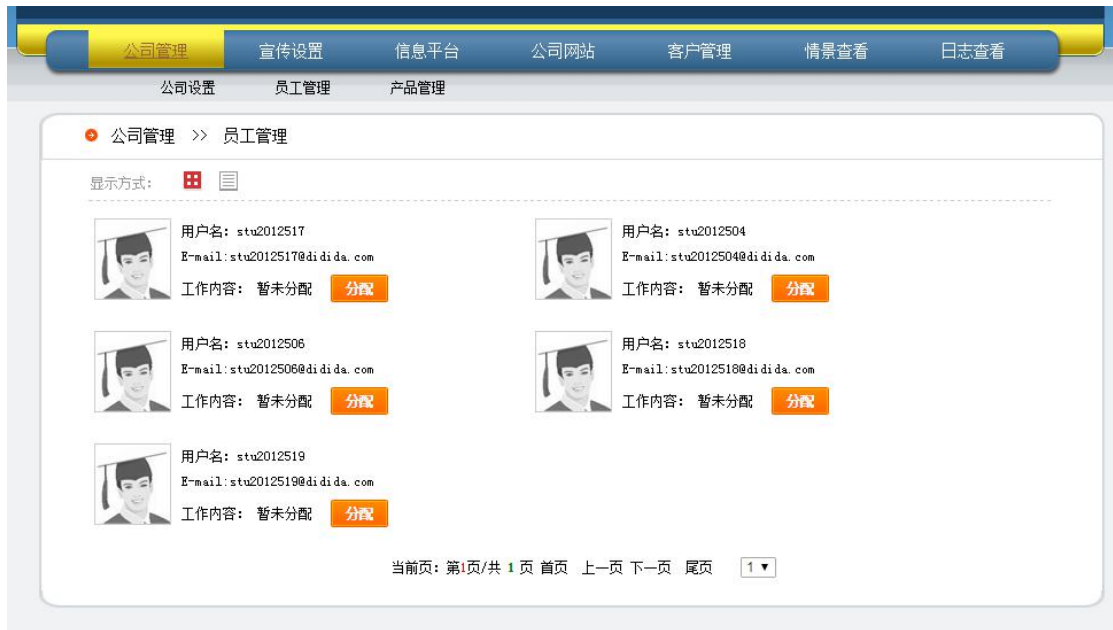 公司管理 宣传设置 信息平台 公司网站 客户管理 情景查看 日志查看
公司设置 员工管理 产品管理
公司管理 >> 员工管理
显示方式：
用户名：stu2012517
E-mail:stu2012517@didida.com
工作内容： 暂未分配 分配
用户名：stu2012504
E-mail:stu2012504@didida.com
工作内容： 暂未分配 分配
用户名：stu2012506
E-mail:stu2012506@didida.com
工作内容： 暂未分配 分配
用户名：stu2012518
E-mail:stu2012518@didida.com
工作内容： 暂未分配 分配
用户名：stu2012519
E-mail:stu2012519@didida.com
工作内容： 暂未分配 分配
当前页：第1页/共 1 页 首页 上一页 下一页 尾页 1